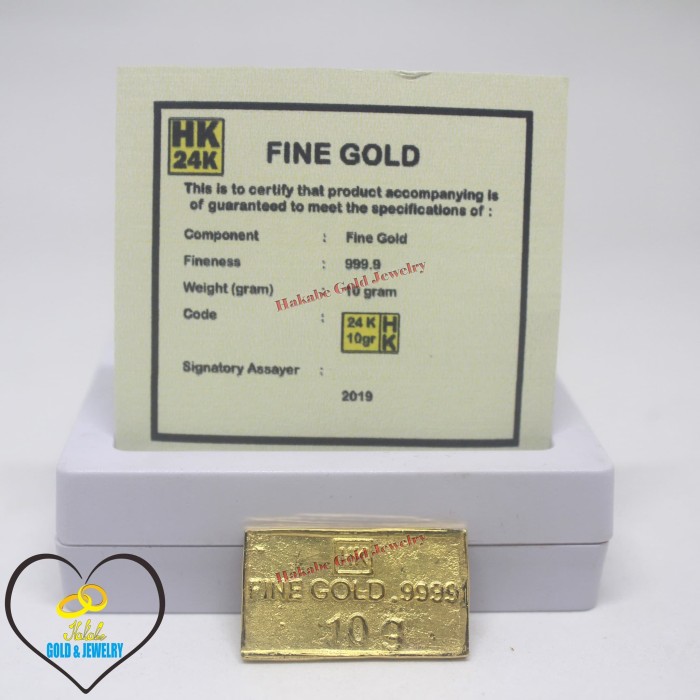 HK
24K
FINE GOLD
This is to certify that product accompanying is
of guaranteed to meet the specifications of :
Component : Fine Gold
Fineness : 999.9
Weight (gram) : 10 gram
Hakabe Gold Jewelry
Code :
24 K
10gr
HK
Signatory Assayer :
2019
HK
Hakabe Gold Jewelry
FINE GOLD .9999
10 g
Hakabe
GOLD & JEWELRY